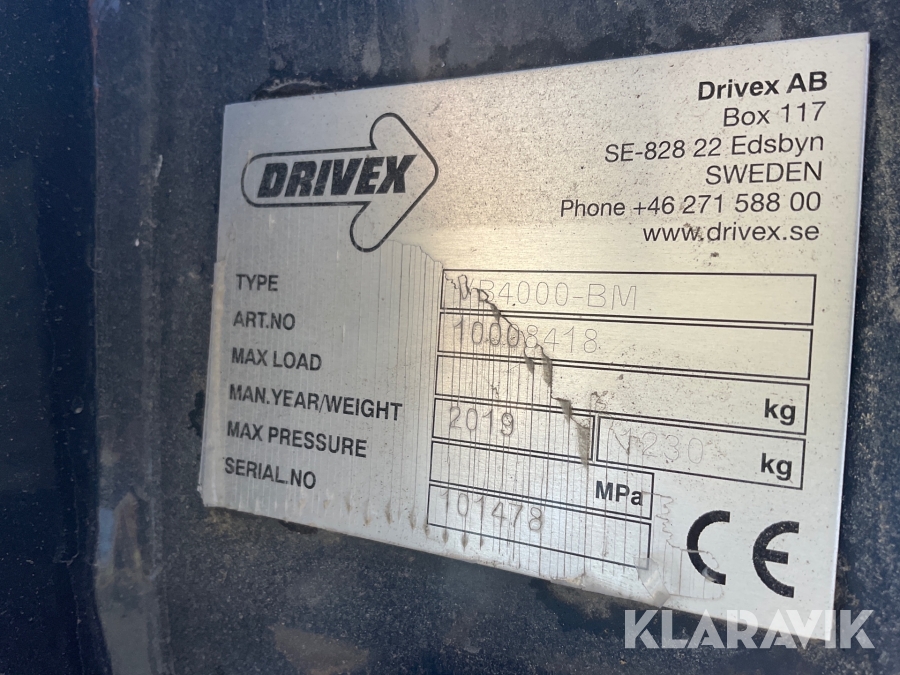 DRIVEX
Drivex AB
Box 117
SE-828 22 Edsbyn
SWEDEN
Phone +46 271 588 00
www.drivex.se
TYPE
ART.NO 10008418
MAX LOAD kg
MAN.YEAR/WEIGHT 2019 kg
MAX PRESSURE MPa
SERIAL.NO 101478
CE
KLARAVIK